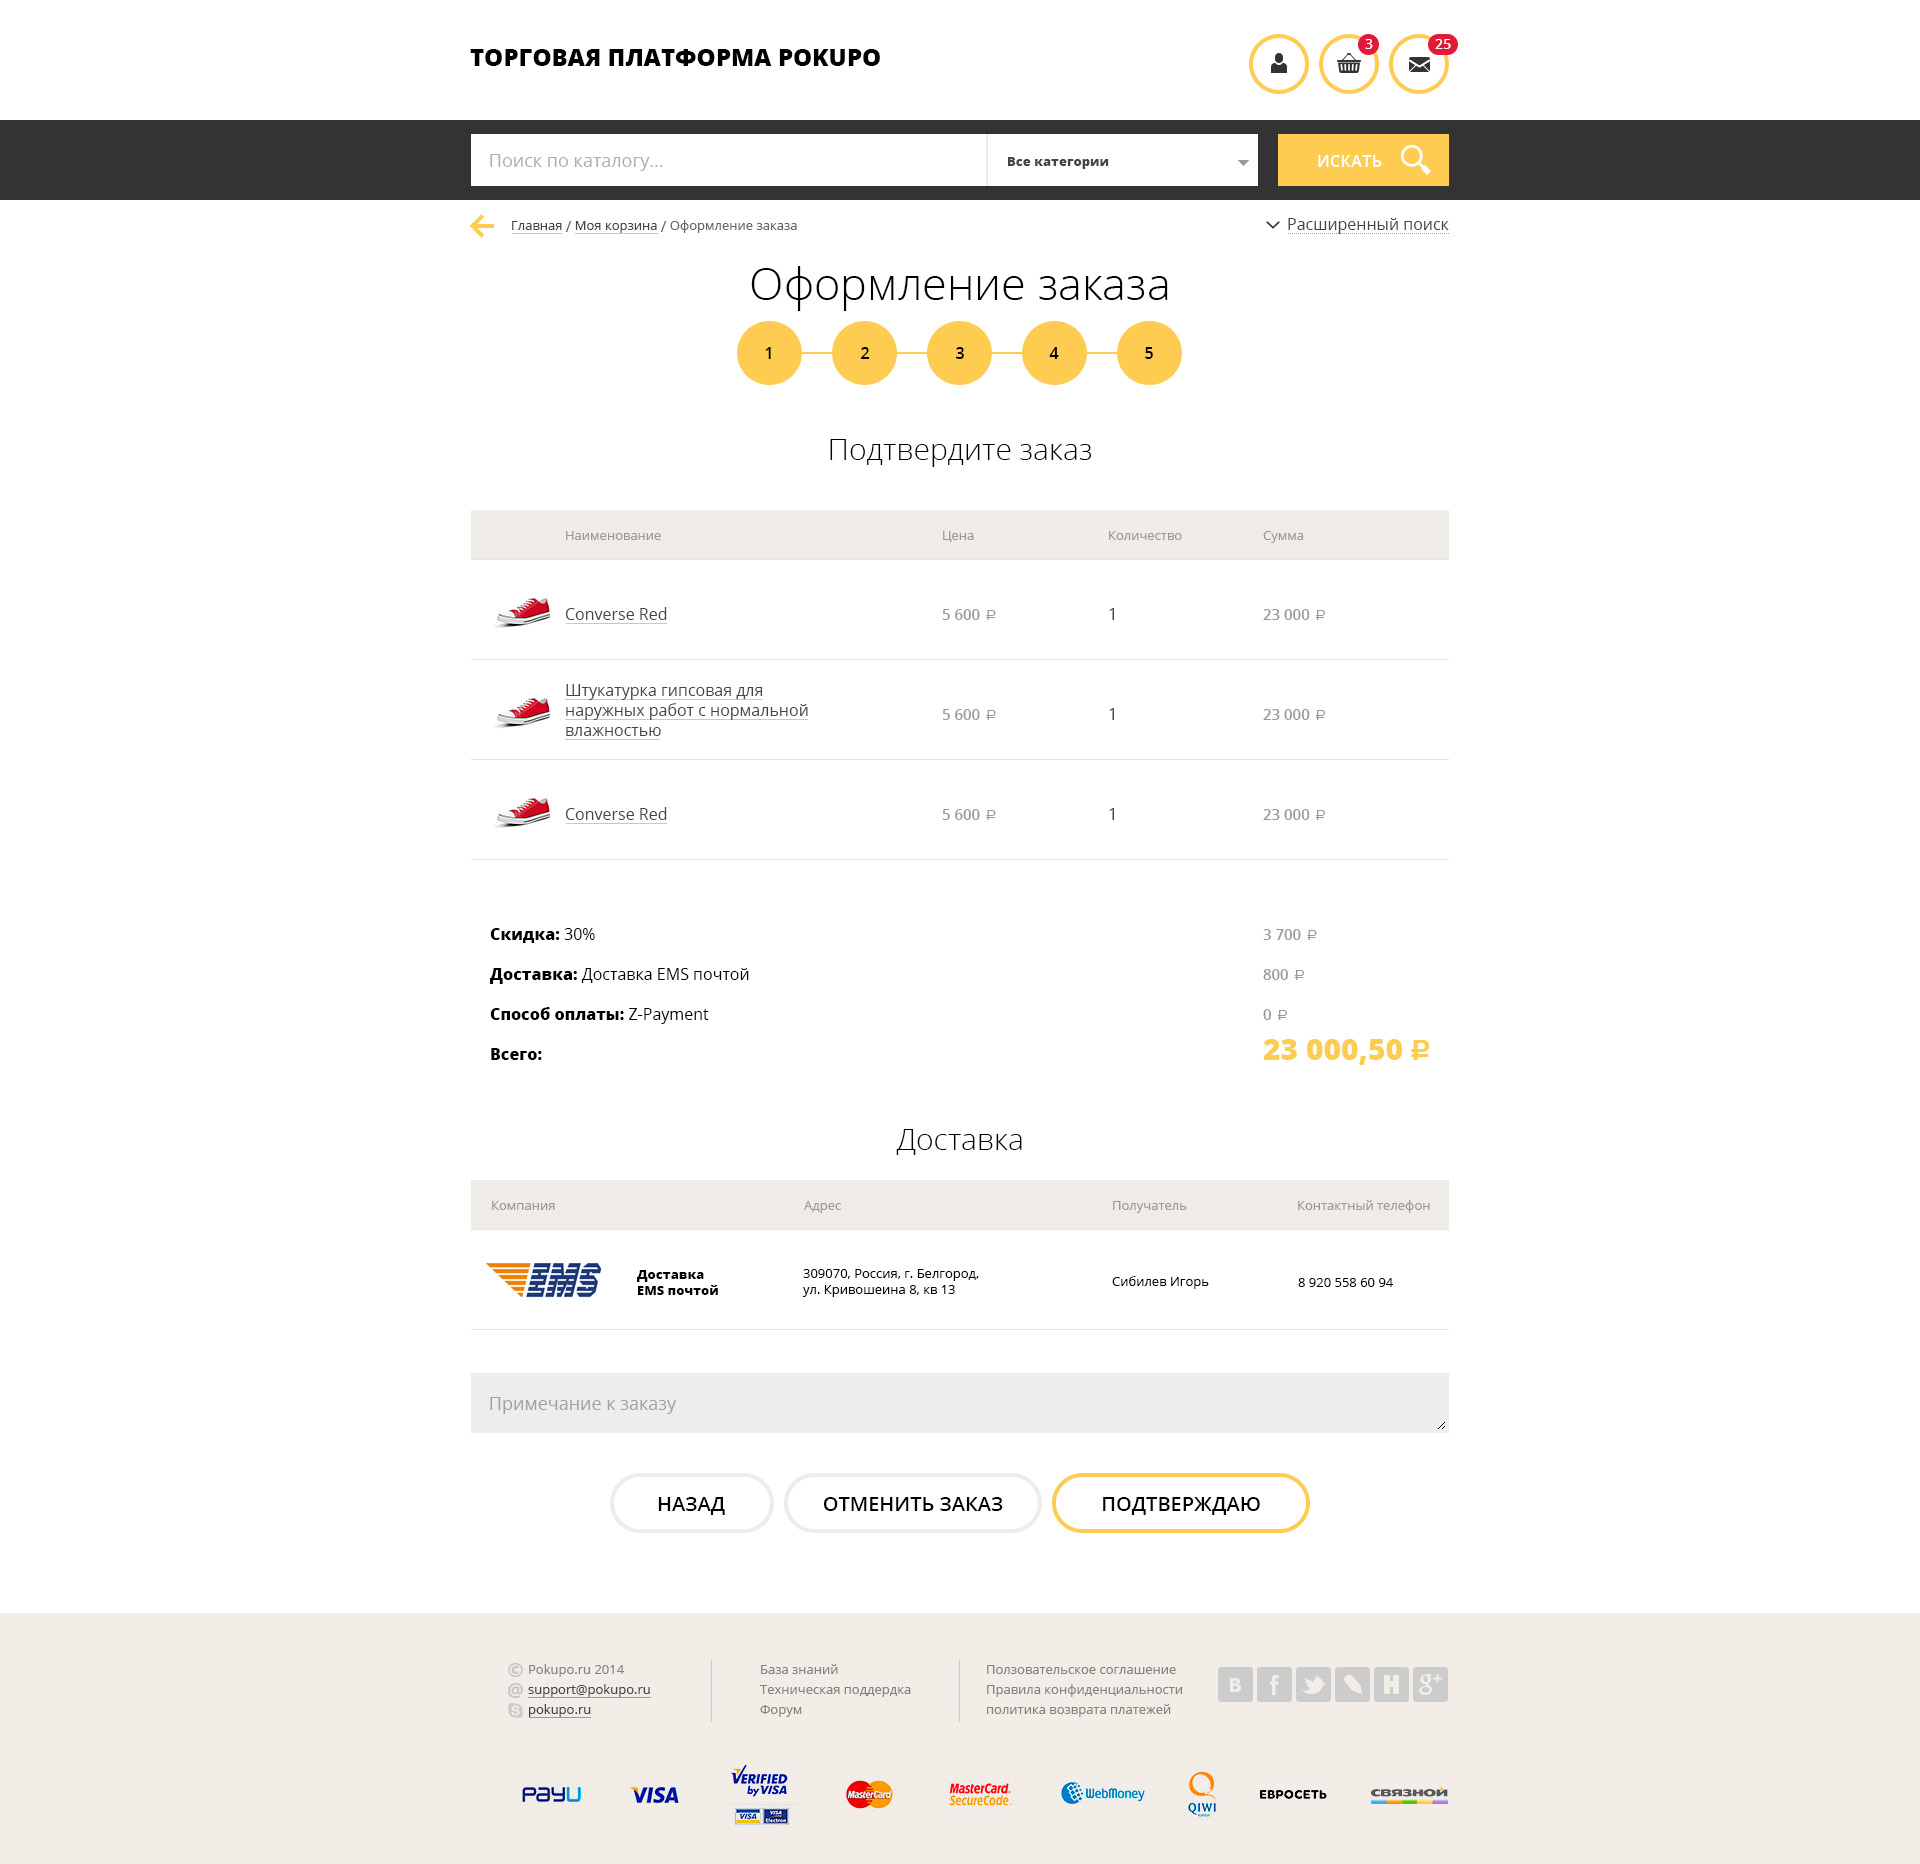 ТОРГОВАЯ ПЛАТФОРМА POKUPO
3
25
Поиск по каталогу...
Все категории
ИСКАТЬ
Главная / Моя корзина / Оформление заказа
Расширенный поиск
Оформление заказа
1 2 3 4 5
Подтвердите заказ
Наименование Цена Количество Сумма
Converse Red 5 600 ₽ 1 23 000 ₽
Штукатурка гипсовая для
наружных работ с нормальной
влажностью
5 600 ₽ 1 23 000 ₽
Converse Red 5 600 ₽ 1 23 000 ₽
Скидка: 30% 3 700 ₽
Доставка: Доставка EMS почтой 800 ₽
Способ оплаты: Z-Payment 0 ₽
Всего: 23 000,50 ₽
Доставка
Компания Адрес Получатель Контактный телефон
EMS
Доставка
EMS почтой
309070, Россия, г. Белгород,
ул. Кривошеина 8, кв 13
Сибилев Игорь
8 920 558 60 94
Примечание к заказу
НАЗАД
ОТМЕНИТЬ ЗАКАЗ
ПОДТВЕРЖДАЮ
© Pokupo.ru 2014
@ support@pokupo.ru
S pokupo.ru
База знаний
Техническая поддердка
Форум
Ползовательское соглашение
Правила конфиденциальности
политика возврата платежей
B f H g+
PayU
VISA
VERIFIED
by VISA
VISA VISA Electron
MasterCard
MasterCard.
SecureCode.
WebMoney
QIWI
ЕВРОСЕТЬ
СВЯЗНОЙ